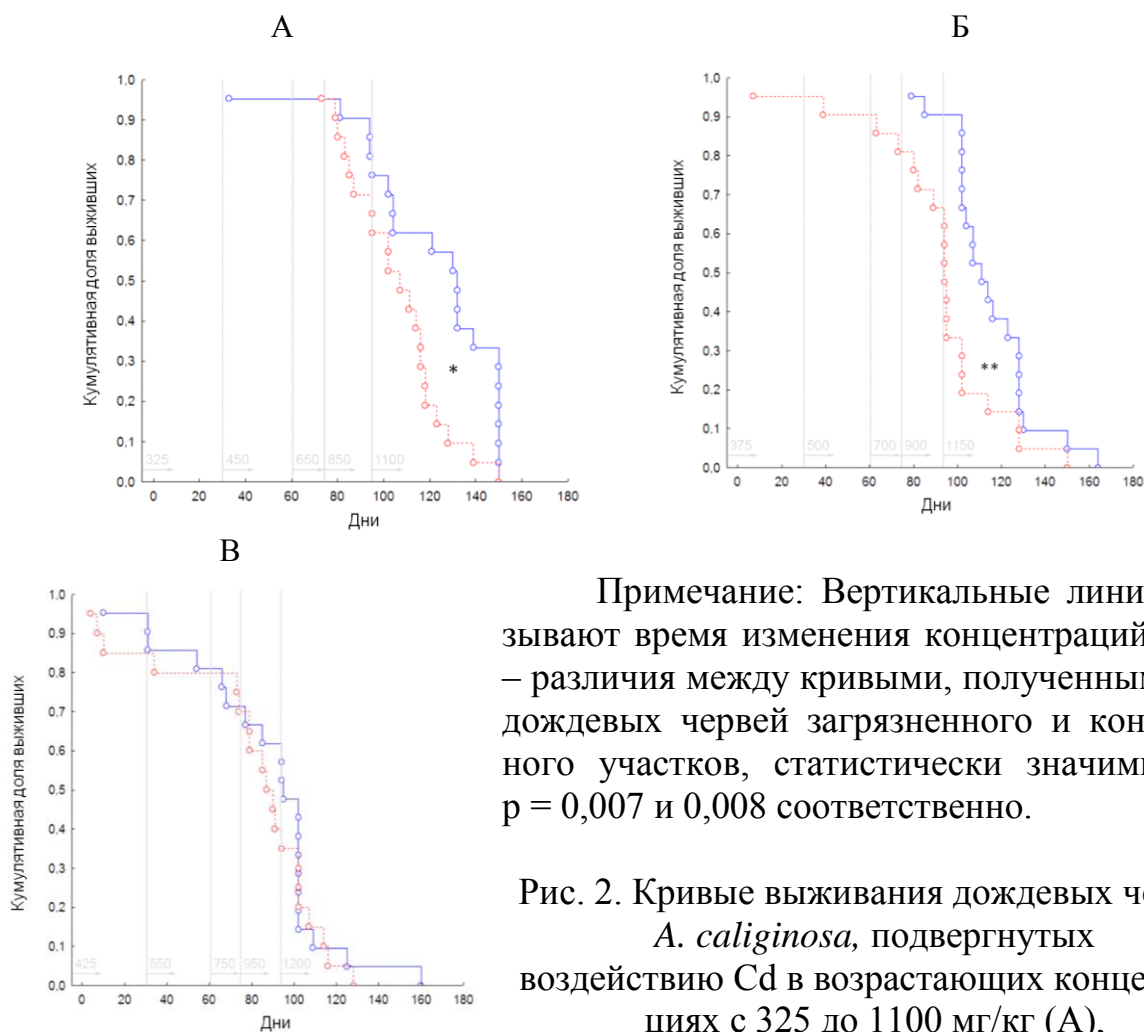 А
Б
Кумулятивная доля выживших
1,0
0,9
0,8
0,7
0,6
0,5
0,4
0,3
0,2
0,1
0,0
325
450
650
850
1100
*
0 20 40 60 80 100 120 140 160 180
Дни
Кумулятивная доля выживших
1,0
0,9
0,8
0,7
0,6
0,5
0,4
0,3
0,2
0,1
0,0
375
500
700
900
1150
**
0 20 40 60 80 100 120 140 160 180
Дни
В
Кумулятивная доля выживших
1,0
0,9
0,8
0,7
0,6
0,5
0,4
0,3
0,2
0,1
0,0
425
550
750
950
1200
0 20 40 60 80 100 120 140 160 180
Дни
Примечание: Вертикальные лини
зывают время изменения концентраций
– различия между кривыми, полученным
дождевых червей загрязненного и кон
ного участков, статистически значим
р = 0,007 и 0,008 соответственно.
Рис. 2. Кривые выживания дождевых че
A. caliginosa, подвергнутых
воздействию Cd в возрастающих конце
циях с 325 до 1100 мг/кг (А),